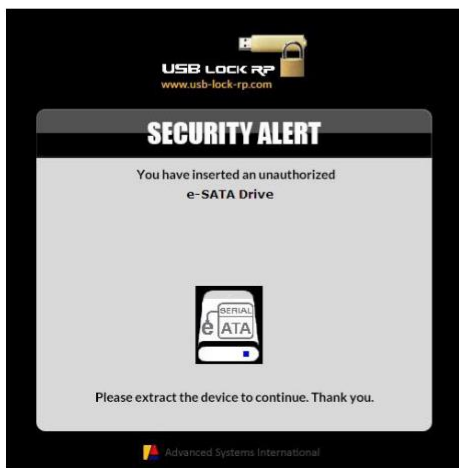 USB LOCK RP
www.usb-lock-rp.com
SECURITY ALERT
You have inserted an unauthorized
e-SATA Drive
SERIAL
e ATA
Please extract the device to continue. Thank you.
Advanced Systems International